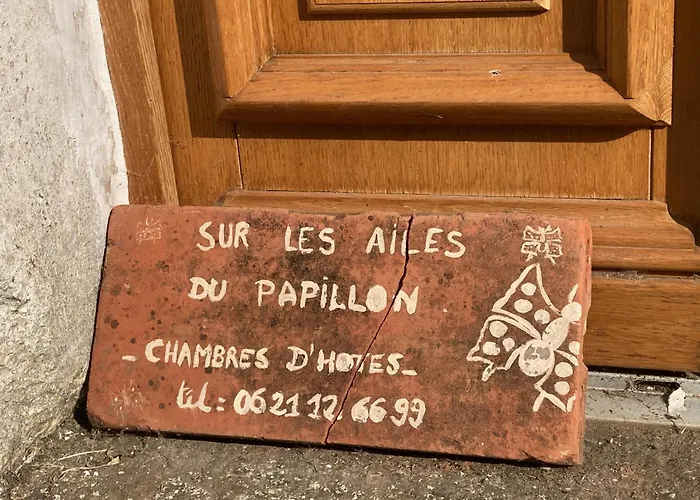 SUR LES AiLES
DU PAPiLLON
- CHAMBRES D'HOTES -
tel: 06 21 12 66 99